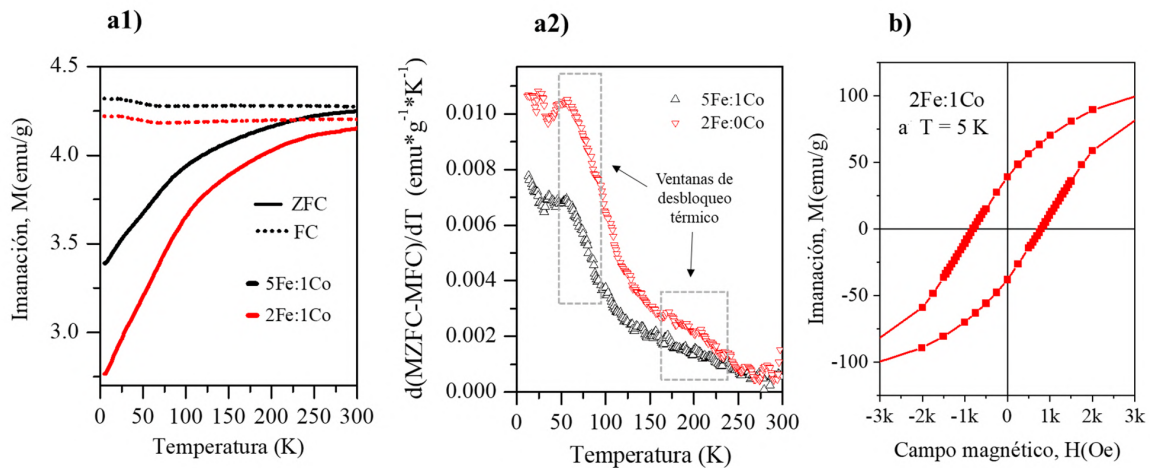 a1)
4.5
4.0
3.5
3.0
Imanación, M(emu/g)
ZFC
FC
5Fe:1Co
2Fe:1Co
0 50 100 150 200 250 300
Temperatura (K)
a2)
0.010
0.008
0.006
0.004
0.002
0.000
d(MZFC-MFC)/dT (emu*g⁻¹*K⁻¹)
5Fe:1Co
2Fe:0Co
Ventanas de
desbloqueo
térmico
0 50 100 150 200 250 300
Temperatura (K)
b)
100
50
0
-50
-100
Imanación, M(emu/g)
2Fe:1Co
a T = 5 K
-3k -2k -1k 0 1k 2k 3k
Campo magnético, H(Oe)